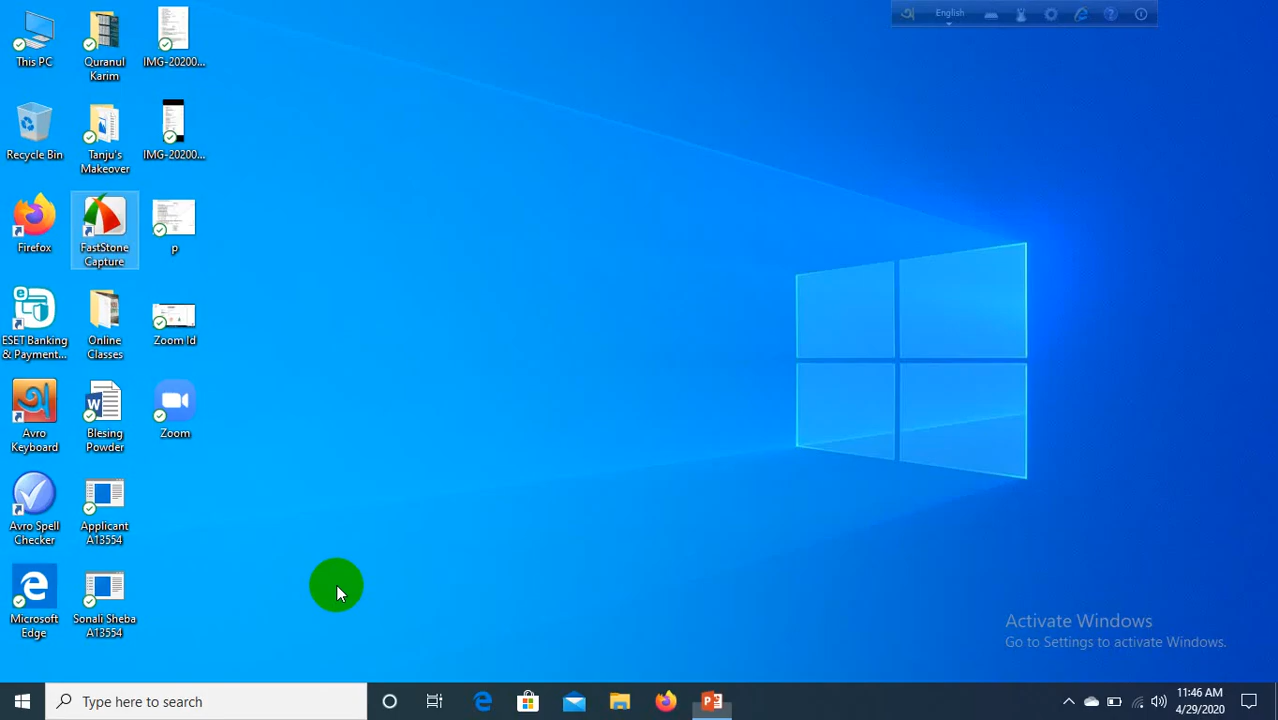 English
This PC
Quranul
Karim
IMG-20200...
Recycle Bin
Tanju's
Makeover
IMG-20200...
Firefox
FastStone
Capture
p
ESET Banking
& Payment...
Online
Classes
Zoom Id
Avro
Keyboard
Blesing
Powder
Zoom
Avro Spell
Checker
Applicant
A13554
Microsoft
Edge
Sonali Sheba
A13554
Activate Windows
Go to Settings to activate Windows.
Type here to search
11:46 AM
4/29/2020